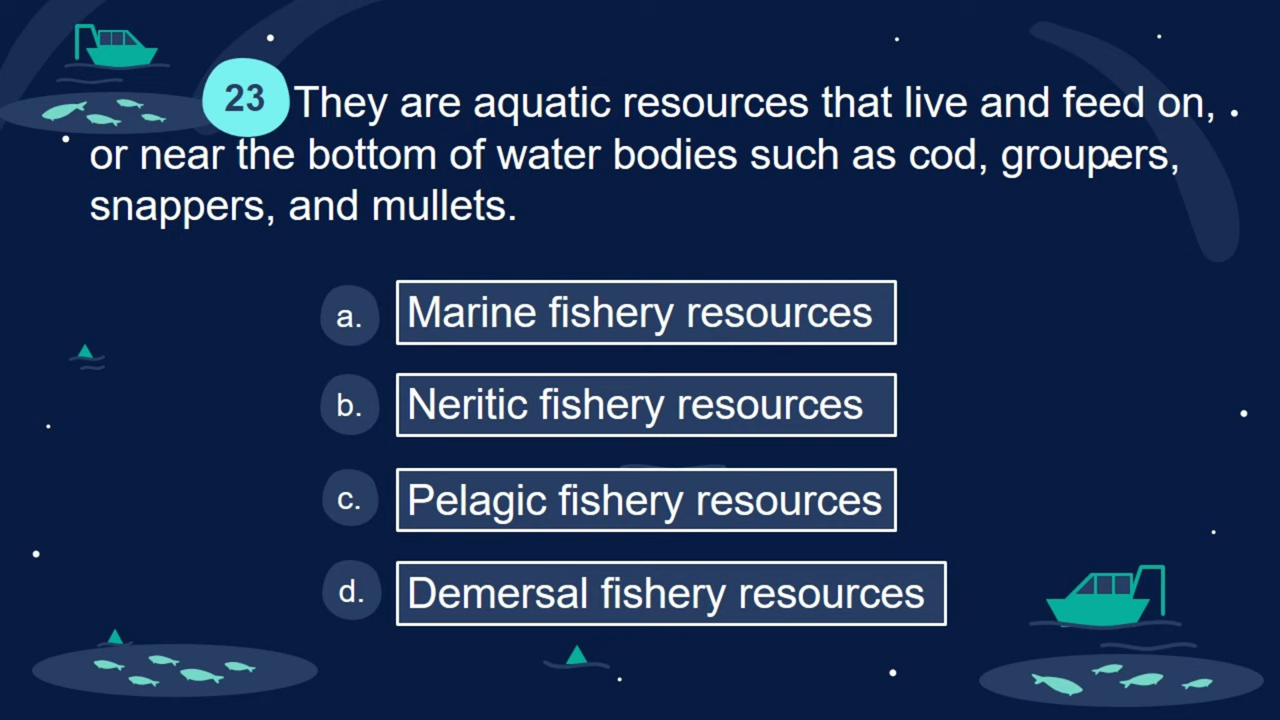 23 They are aquatic resources that live and feed on,
or near the bottom of water bodies such as cod, groupers,
snappers, and mullets.
a. Marine fishery resources
b. Neritic fishery resources
c. Pelagic fishery resources
d. Demersal fishery resources